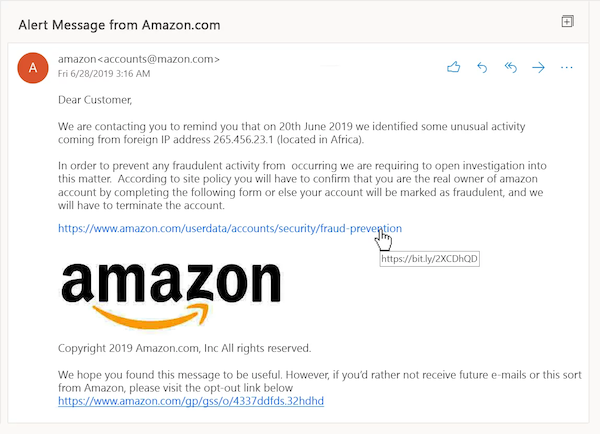 Alert Message from Amazon.com
A
amazon<accounts@mazon.com>
Fri 6/28/2019 3:16 AM
Dear Customer,
We are contacting you to remind you that on 20th June 2019 we identified some unusual activity
coming from foreign IP address 265.456.23.1 (located in Africa).
In order to prevent any fraudulent activity from  occurring we are requiring to open investigation into
this matter.  According to site policy you will have to confirm that you are the real owner of amazon
account by completing the following form or else your account will be marked as fraudulent, and we
will have to terminate the account.
https://www.amazon.com/userdata/accounts/security/fraud-prevention
https://bit.ly/2XCDhQD
amazon
Copyright 2019 Amazon.com, Inc All rights reserved.
We hope you found this message to be useful. However, if you'd rather not receive future e-mails or this sort
from Amazon, please visit the opt-out link below
https://www.amazon.com/gp/gss/o/4337ddfds.32hdhd